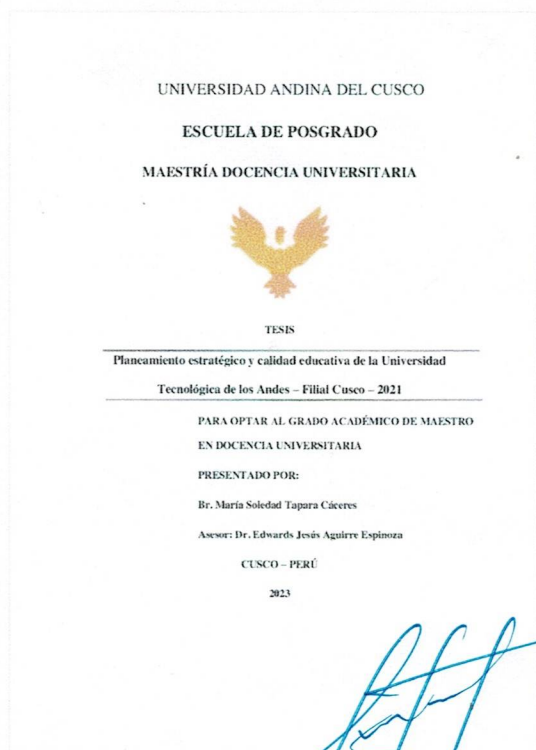 UNIVERSIDAD ANDINA DEL CUSCO
ESCUELA DE POSGRADO
MAESTRÍA DOCENCIA UNIVERSITARIA
TESIS
Planeamiento estratégico y calidad educativa de la Universidad
Tecnológica de los Andes – Filial Cusco – 2021
PARA OPTAR AL GRADO ACADÉMICO DE MAESTRO
EN DOCENCIA UNIVERSITARIA
PRESENTADO POR:
Br. María Soledad Tapara Cáceres
Asesor: Dr. Edwards Jesús Aguirre Espinoza
CUSCO – PERÚ
2023